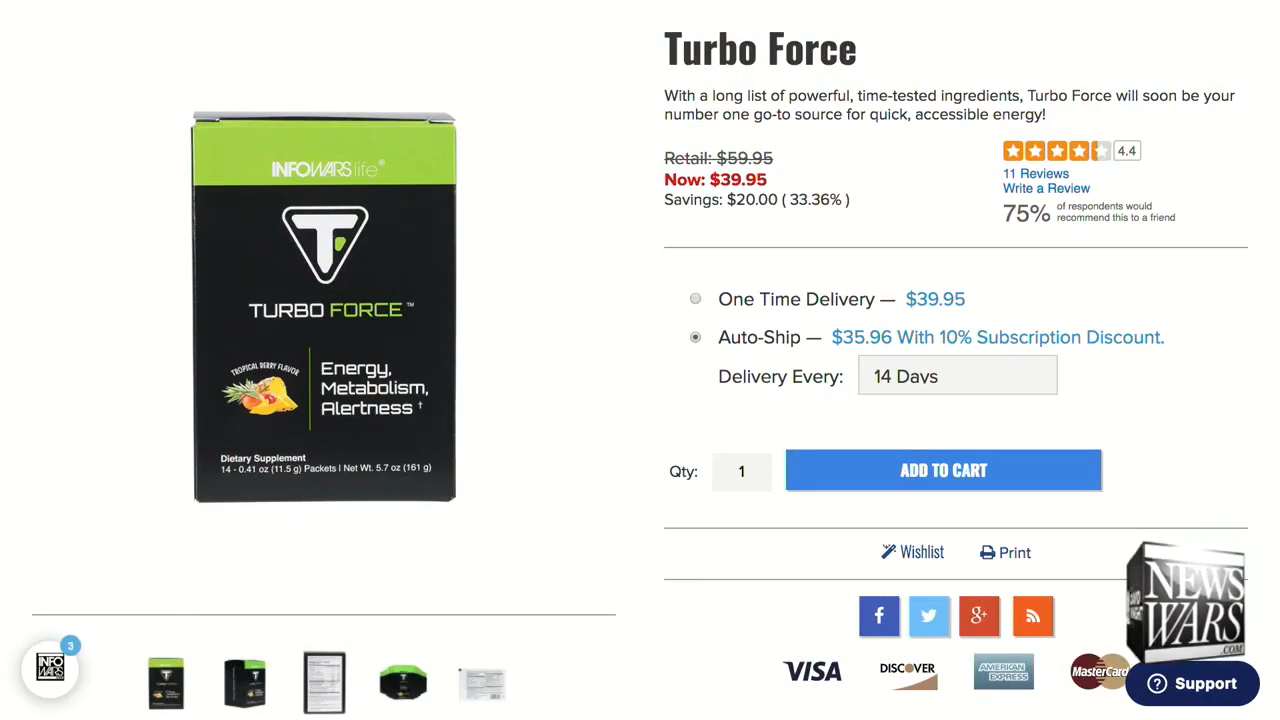 INFOWARS life®
TURBO FORCE™
TROPICAL BERRY FLAVOR
Energy,
Metabolism,
Alertness †
Dietary Supplement
14 - 0.41 oz (11.5 g) Packets | Net Wt. 5.7 oz (161 g)
3
INFO
WARS
Turbo Force
With a long list of powerful, time-tested ingredients, Turbo Force will soon be your
number one go-to source for quick, accessible energy!
Retail: $59.95
Now: $39.95
Savings: $20.00 ( 33.36% )
4.4
11 Reviews
Write a Review
75% of respondents would
recommend this to a friend
One Time Delivery — $39.95
Auto-Ship — $35.96 With 10% Subscription Discount.
Delivery Every: 14 Days
Qty: 1 ADD TO CART
Wishlist Print
f g+
VISA DISCOVER AMERICAN EXPRESS MasterCard
NEWS
WARS
.COM
? Support